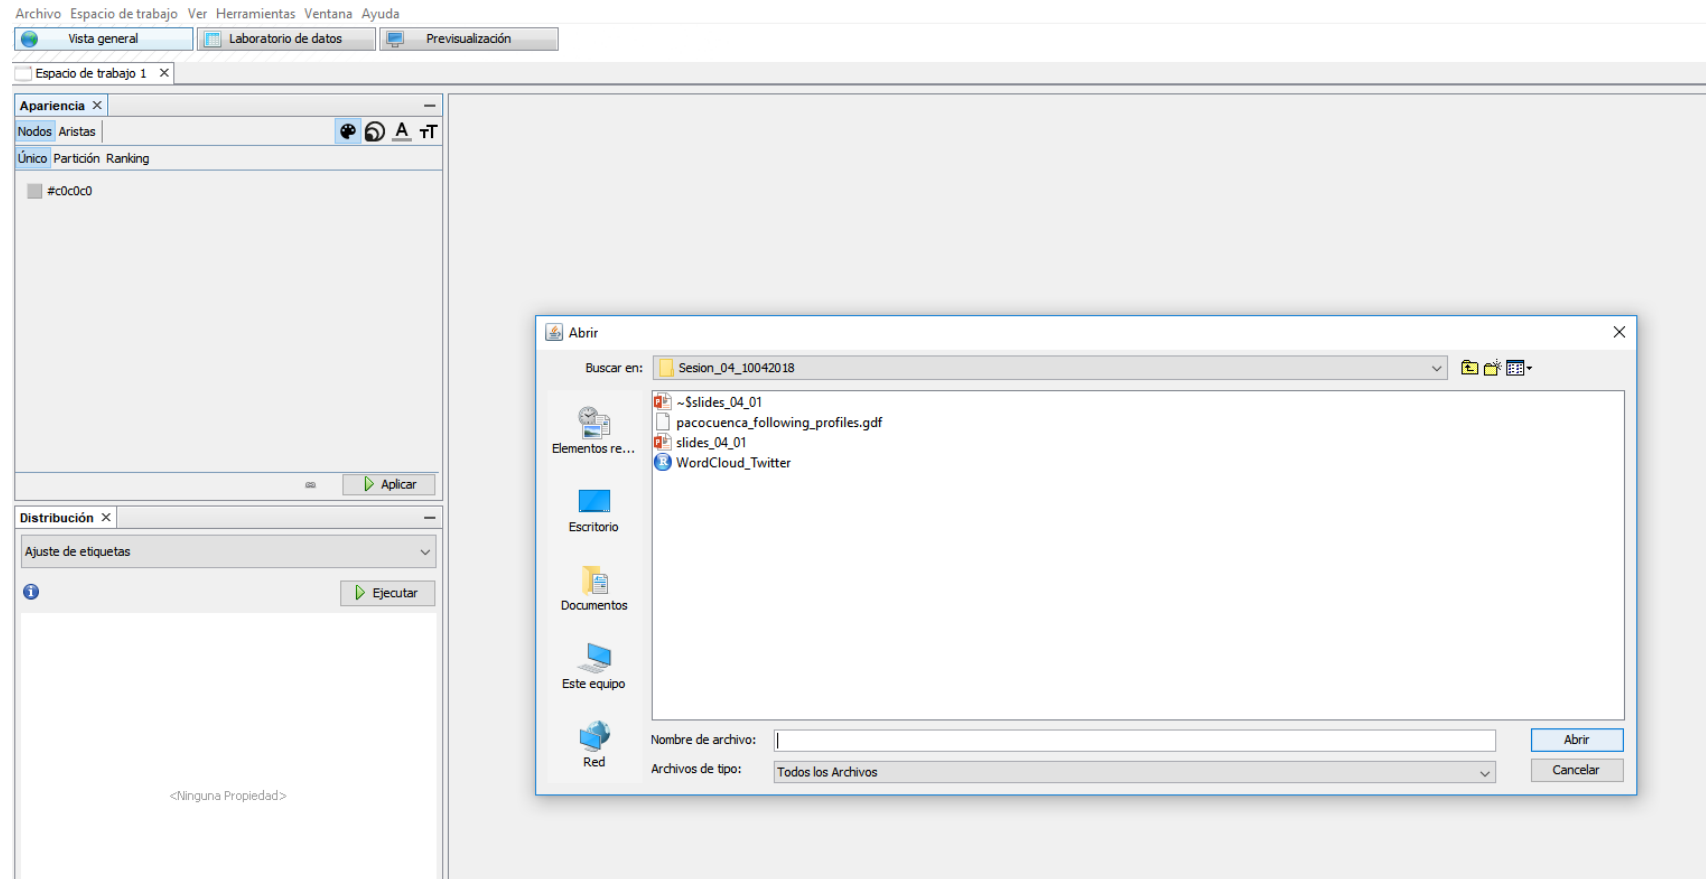 Archivo Espacio de trabajo Ver Herramientas Ventana Ayuda
Vista general Laboratorio de datos Previsualización
Espacio de trabajo 1
Apariencia
Nodos Aristas
Único Partición Ranking
#c0c0c0
Aplicar
Distribución
Ajuste de etiquetas
Ejecutar
<Ninguna Propiedad>
Abrir
Buscar en: Sesion_04_10042018
~$slides_04_01
pacocuenca_following_profiles.gdf
slides_04_01
WordCloud_Twitter
Elementos re...
Escritorio
Documentos
Este equipo
Red
Nombre de archivo: Abrir
Archivos de tipo: Todos los Archivos Cancelar